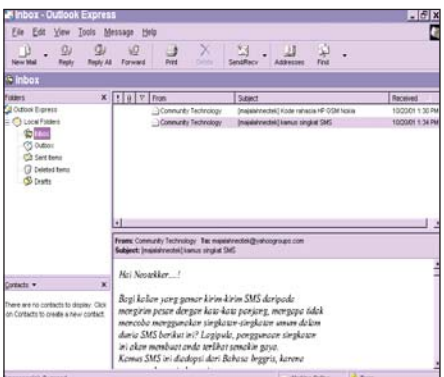 Inbox - Outlook Express
File Edit View Tools Message Help
New Mail Reply Reply All Forward Print Delete Send/Recv Addresses Find
Inbox
Folders X
Outlook Express
Local Folders
Inbox
Outbox
Sent Items
Deleted Items
Drafts
! From Subject Received
Community Technology [majalahneotek] Kode rahasia HP GSM Nokia 10/20/01 1:30 PM
Community Technology [majalahneotek] kamus singkat SMS 10/20/01 1:34 PM
From: Community Technology To: majalahneotek@yahoogroups.com
Subject: [majalahneotek] kamus singkat SMS
Hai Neotekker....!
Bagi kalian yang gemar kirim-kirim SMS daripada
mengirim pesan dengan kata-kata panjang, mengapa tidak
mencoba menggunakan singkatan-singkatan umum dalam
dunia SMS berikut ini? Lagipula, penggunaan singkatan
ini akan membuat anda terlihat semakin gaya.
Kamus SMS ini diadopsi dari Bahasa Inggris, karena
Contacts X
There are no contacts to display. Click
on Contacts to create a new contact.